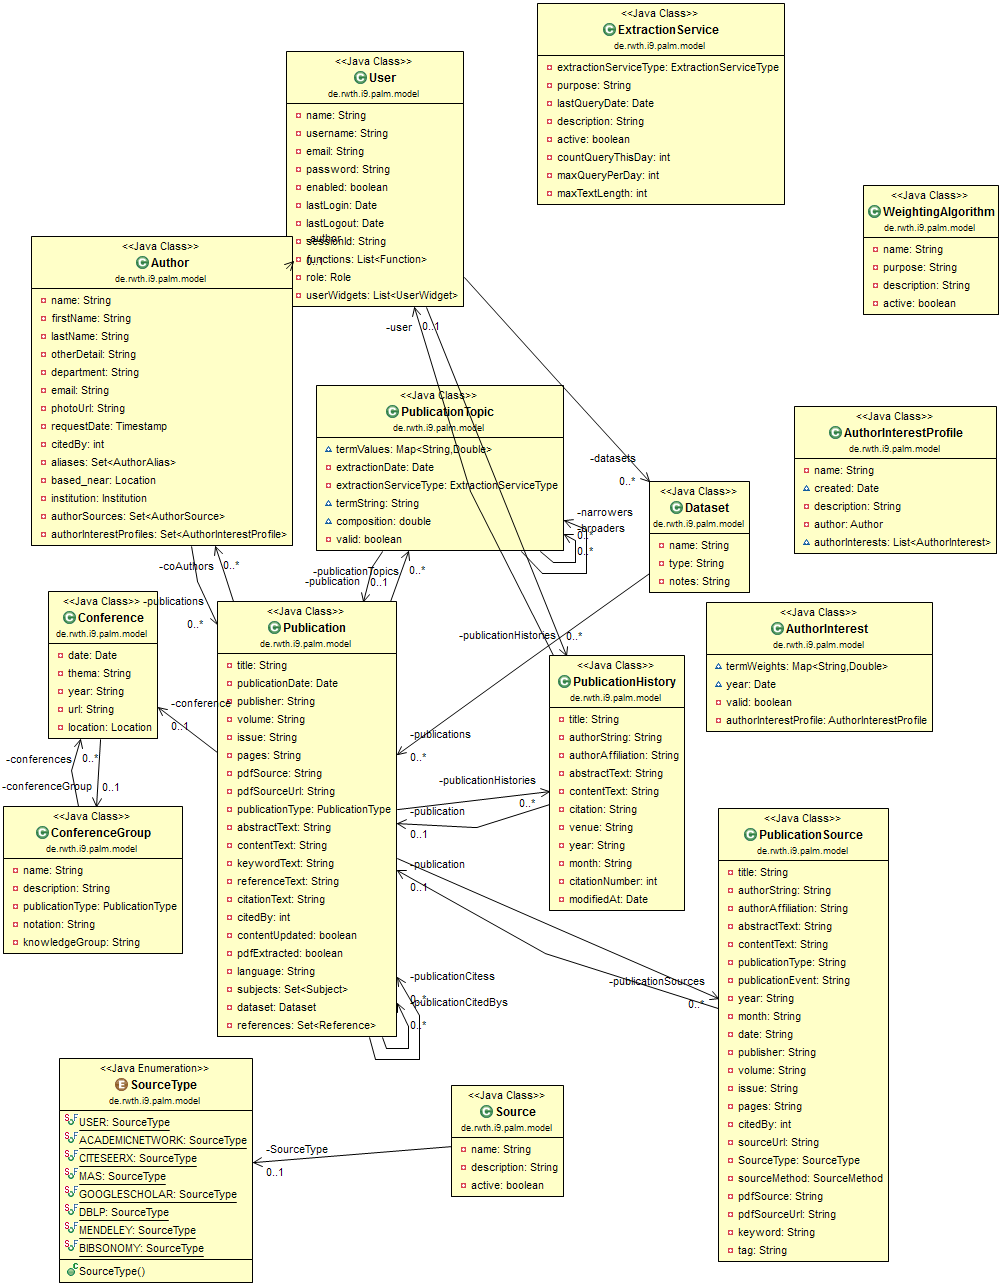 <<Java Class>>
ExtractionService
de.rwth.i9.palm.model
extractionServiceType: ExtractionServiceType
purpose: String
lastQueryDate: Date
description: String
active: boolean
countQueryThisDay: int
maxQueryPerDay: int
maxTextLength: int
<<Java Class>>
User
de.rwth.i9.palm.model
name: String
username: String
email: String
password: String
enabled: boolean
lastLogin: Date
lastLogout: Date
sessionId: String
functions: List<Function>
role: Role
userWidgets: List<UserWidget>
-author
0..1
<<Java Class>>
WeightingAlgorithm
de.rwth.i9.palm.model
name: String
purpose: String
description: String
active: boolean
<<Java Class>>
Author
de.rwth.i9.palm.model
name: String
firstName: String
lastName: String
otherDetail: String
department: String
email: String
photoUrl: String
requestDate: Timestamp
citedBy: int
aliases: Set<AuthorAlias>
based_near: Location
institution: Institution
authorSources: Set<AuthorSource>
authorInterestProfiles: Set<AuthorInterestProfile>
-user
0..1
<<Java Class>>
PublicationTopic
de.rwth.i9.palm.model
termValues: Map<String,Double>
extractionDate: Date
extractionServiceType: ExtractionServiceType
termString: String
composition: double
valid: boolean
-narrowers
0..*
-broaders
0..*
-datasets
0..*
<<Java Class>>
Dataset
de.rwth.i9.palm.model
name: String
type: String
notes: String
<<Java Class>>
AuthorInterestProfile
de.rwth.i9.palm.model
name: String
created: Date
description: String
author: Author
authorInterests: List<AuthorInterest>
<<Java Class>>
AuthorInterest
de.rwth.i9.palm.model
termWeights: Map<String,Double>
year: Date
valid: boolean
authorInterestProfile: AuthorInterestProfile
-coAuthors
0..*
-publications
0..*
-publicationTopics
0..*
-publication
0..1
-publicationHistories
0..*
<<Java Class>>
Conference
de.rwth.i9.palm.model
date: Date
thema: String
year: String
url: String
location: Location
-conference
0..1
-conferences
0..*
-conferenceGroup
0..1
<<Java Class>>
ConferenceGroup
de.rwth.i9.palm.model
name: String
description: String
publicationType: PublicationType
notation: String
knowledgeGroup: String
<<Java Class>>
Publication
de.rwth.i9.palm.model
title: String
publicationDate: Date
publisher: String
volume: String
issue: String
pages: String
pdfSource: String
pdfSourceUrl: String
publicationType: PublicationType
abstractText: String
contentText: String
keywordText: String
referenceText: String
citationText: String
citedBy: int
contentUpdated: boolean
pdfExtracted: boolean
language: String
subjects: Set<Subject>
dataset: Dataset
references: Set<Reference>
-publications
0..*
-publicationHistories
0..*
-publication
0..1
-publication
0..1
-publicationSources
0..*
-publicationCitess
0..*
-publicationCitedBys
0..*
<<Java Class>>
PublicationHistory
de.rwth.i9.palm.model
title: String
authorString: String
authorAffiliation: String
abstractText: String
contentText: String
citation: String
venue: String
year: String
month: String
citationNumber: int
modifiedAt: Date
<<Java Class>>
PublicationSource
de.rwth.i9.palm.model
title: String
authorString: String
authorAffiliation: String
abstractText: String
contentText: String
publicationType: String
publicationEvent: String
year: String
month: String
date: String
publisher: String
volume: String
issue: String
pages: String
citedBy: int
sourceUrl: String
SourceType: SourceType
sourceMethod: SourceMethod
pdfSource: String
pdfSourceUrl: String
keyword: String
tag: String
<<Java Enumeration>>
SourceType
de.rwth.i9.palm.model
USER: SourceType
ACADEMICNETWORK: SourceType
CITESEERX: SourceType
MAS: SourceType
GOOGLESCHOLAR: SourceType
DBLP: SourceType
MENDELEY: SourceType
BIBSONOMY: SourceType
SourceType()
-SourceType
0..1
<<Java Class>>
Source
de.rwth.i9.palm.model
name: String
description: String
active: boolean